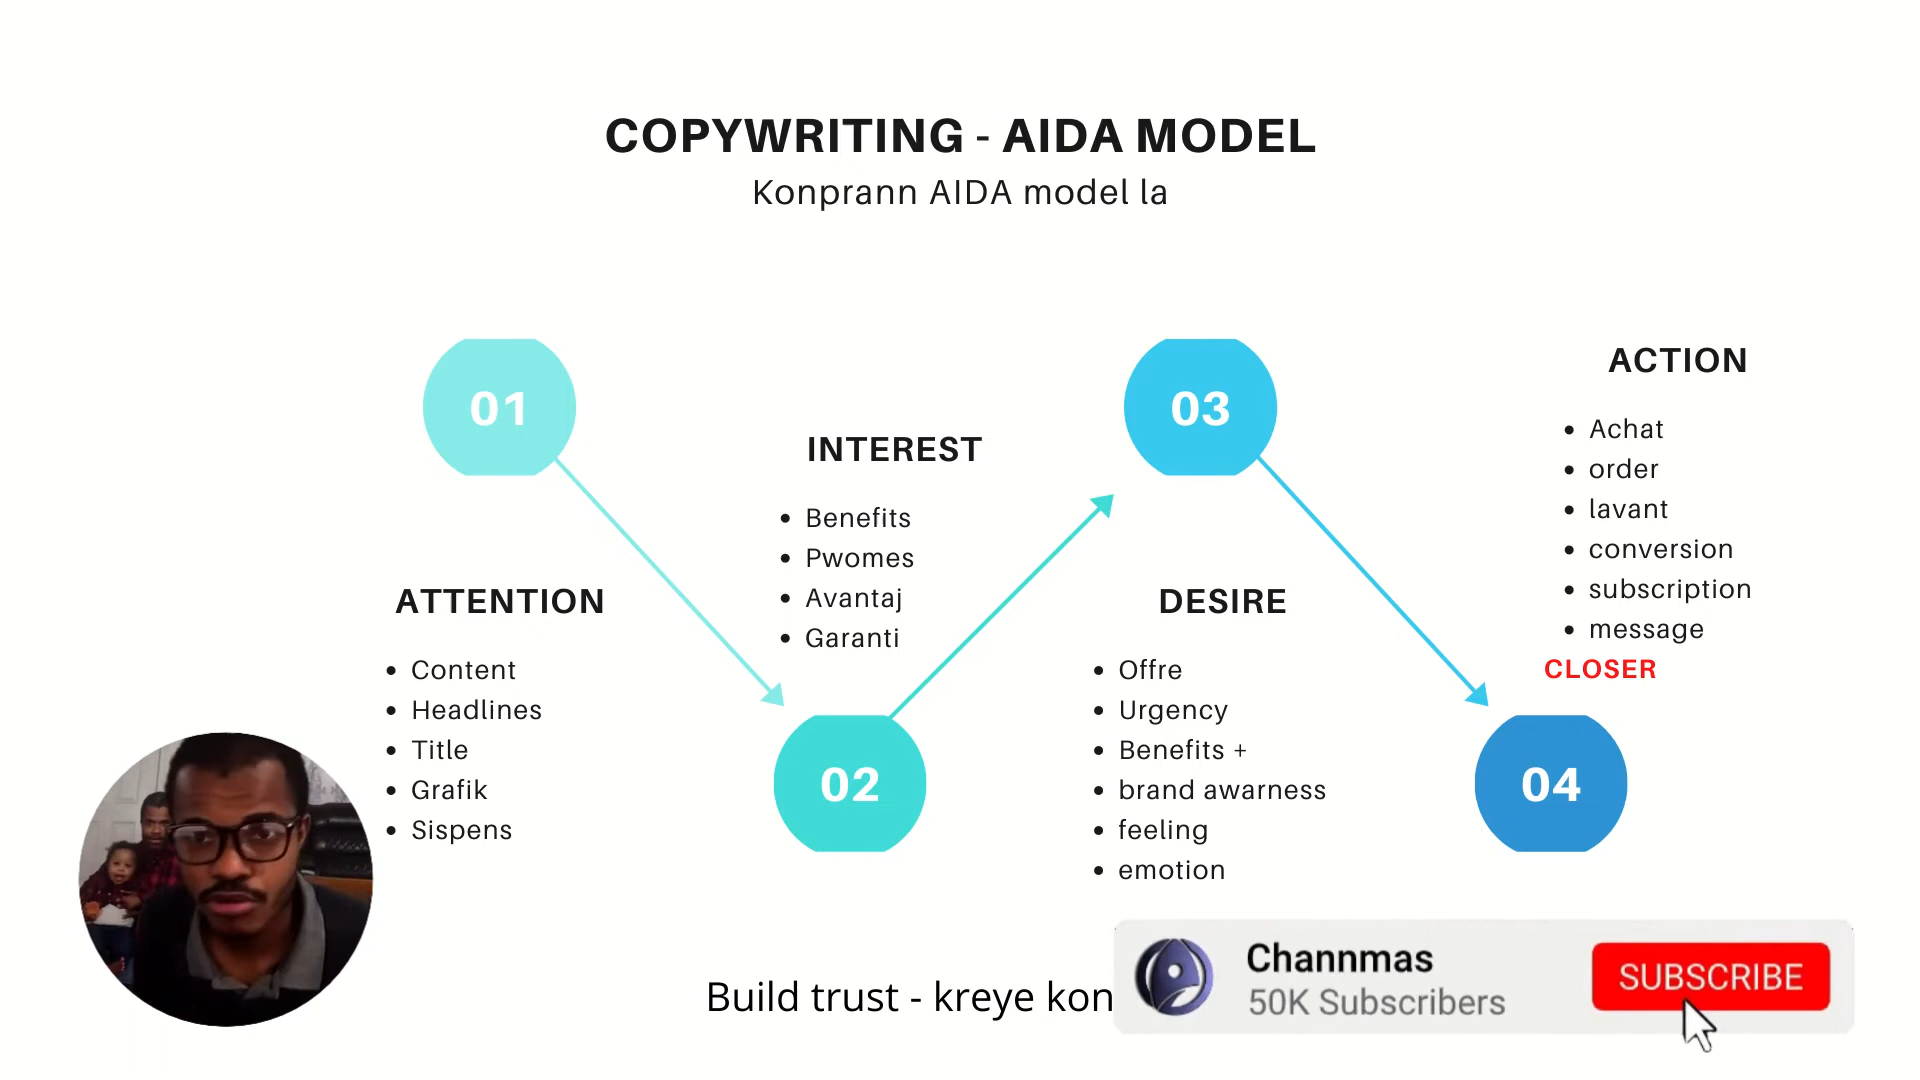 COPYWRITING - AIDA MODEL
Konprann AIDA model la
01
ATTENTION
Content
Headlines
Title
Grafik
Sispens
INTEREST
Benefits
Pwomes
Avantaj
Garanti
02
03
DESIRE
Offre
Urgency
Benefits +
brand awarness
feeling
emotion
ACTION
Achat
order
lavant
conversion
subscription
message
CLOSER
04
Build trust - kreye kon
Channmas
50K Subscribers
SUBSCRIBE